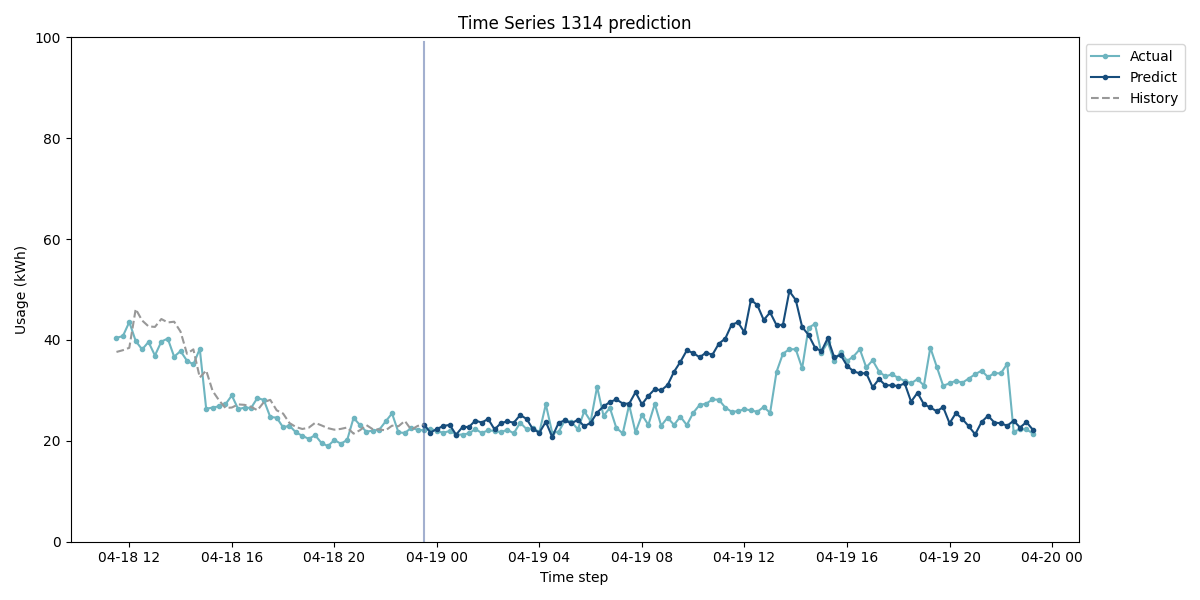 Time Series 1314 prediction
Actual
Predict
History
Usage (kWh)
100
80
60
40
20
0
04-18 12 04-18 16 04-18 20 04-19 00 04-19 04 04-19 08 04-19 12 04-19 16 04-19 20 04-20 00
Time step